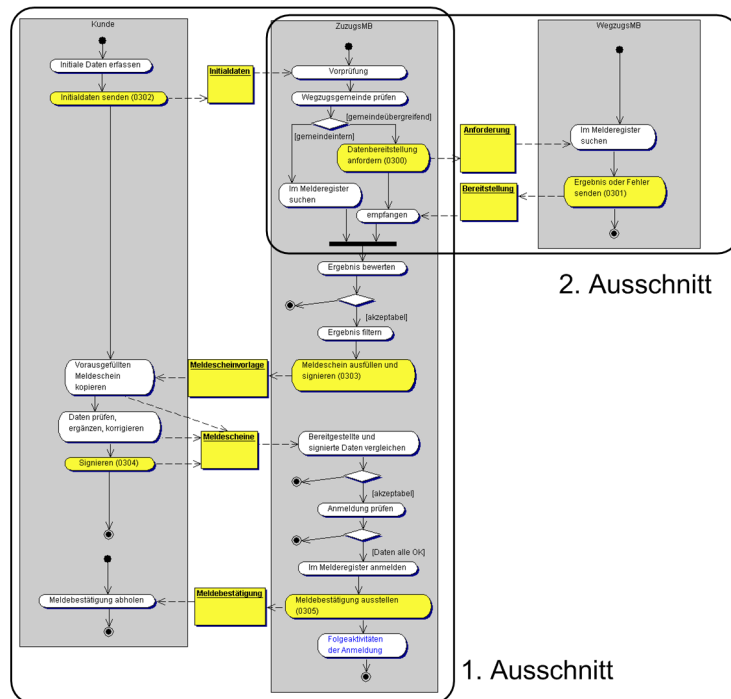 Kunde
ZuzugsMB
WegzugsMB
Initiale Daten erfassen
Initialdaten senden (0302)
Initialdaten
Vorprüfung
Wegzugsgemeinde prüfen
[gemeindeübergreifend]
[gemeindeintern]
Datenbereitstellung
anfordern (0300)
Anforderung
Im Melderegister
suchen
Im Melderegister
suchen
Bereitstellung
Ergebnis oder Fehler
senden (0301)
empfangen
Ergebnis bewerten
2. Ausschnitt
[akzeptabel]
Ergebnis filtern
Vorausgefüllten
Meldeschein
kopieren
Meldescheinvorlage
Meldeschein ausfüllen und
signieren (0303)
Daten prüfen,
ergänzen, korrigieren
Meldescheine
Bereitgestellte und
signierte Daten vergleichen
Signieren (0304)
[akzeptabel]
Anmeldung prüfen
[Daten alle OK]
Im Melderegister anmelden
Meldebestätigung abholen
Meldebestätigung
Meldebestätigung ausstellen
(0305)
Folgeaktivitäten
der Anmeldung
1. Ausschnitt